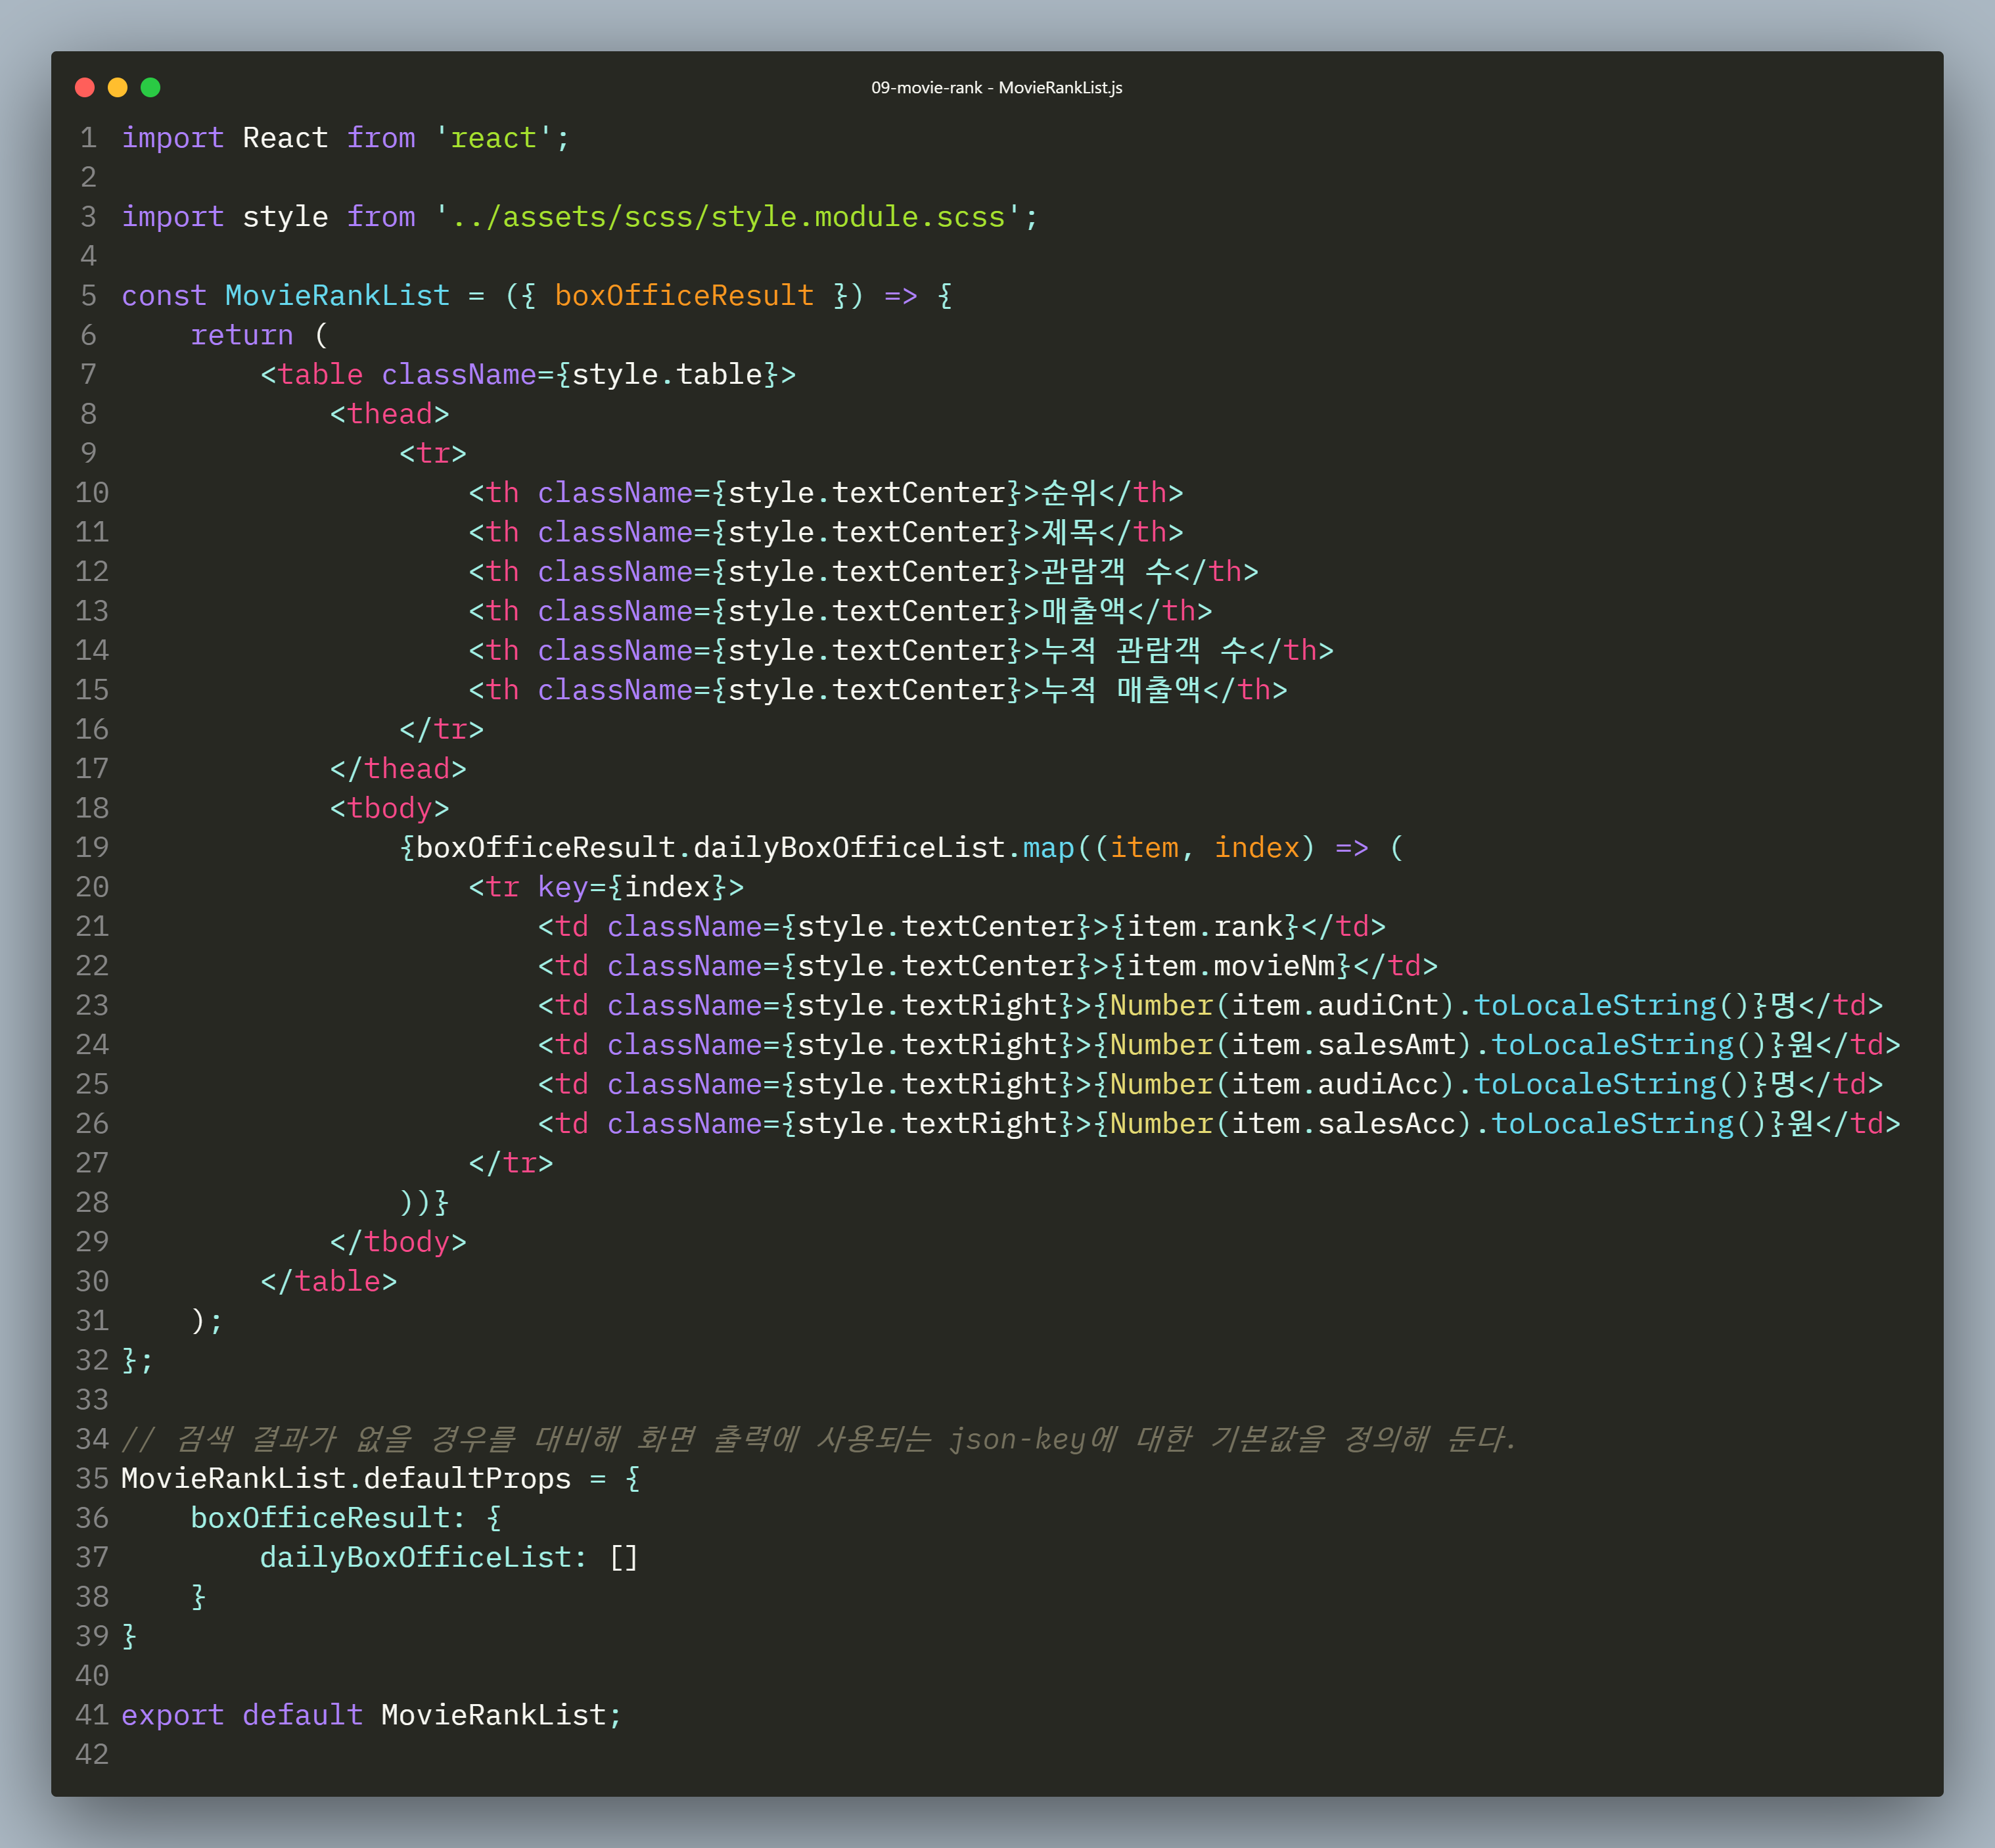 09-movie-rank - MovieRankList.js
1 import React from 'react';
2
3 import style from '../assets/scss/style.module.scss';
4
5 const MovieRankList = ({ boxOfficeResult }) => {
6     return (
7         <table className={style.table}>
8             <thead>
9                 <tr>
10                     <th className={style.textCenter}>순위</th>
11                     <th className={style.textCenter}>제목</th>
12                     <th className={style.textCenter}>관람객 수</th>
13                     <th className={style.textCenter}>매출액</th>
14                     <th className={style.textCenter}>누적 관람객 수</th>
15                     <th className={style.textCenter}>누적 매출액</th>
16                 </tr>
17             </thead>
18             <tbody>
19                 {boxOfficeResult.dailyBoxOfficeList.map((item, index) => (
20                     <tr key={index}>
21                         <td className={style.textCenter}>{item.rank}</td>
22                         <td className={style.textCenter}>{item.movieNm}</td>
23                         <td className={style.textRight}>{Number(item.audiCnt).toLocaleString()}명</td>
24                         <td className={style.textRight}>{Number(item.salesAmt).toLocaleString()}원</td>
25                         <td className={style.textRight}>{Number(item.audiAcc).toLocaleString()}명</td>
26                         <td className={style.textRight}>{Number(item.salesAcc).toLocaleString()}원</td>
27                     </tr>
28                 ))}
29             </tbody>
30         </table>
31     );
32 };
33
34 // 검색 결과가 없을 경우를 대비해 화면 출력에 사용되는 json-key에 대한 기본값을 정의해 둔다.
35 MovieRankList.defaultProps = {
36     boxOfficeResult: {
37         dailyBoxOfficeList: []
38     }
39 }
40
41 export default MovieRankList;
42